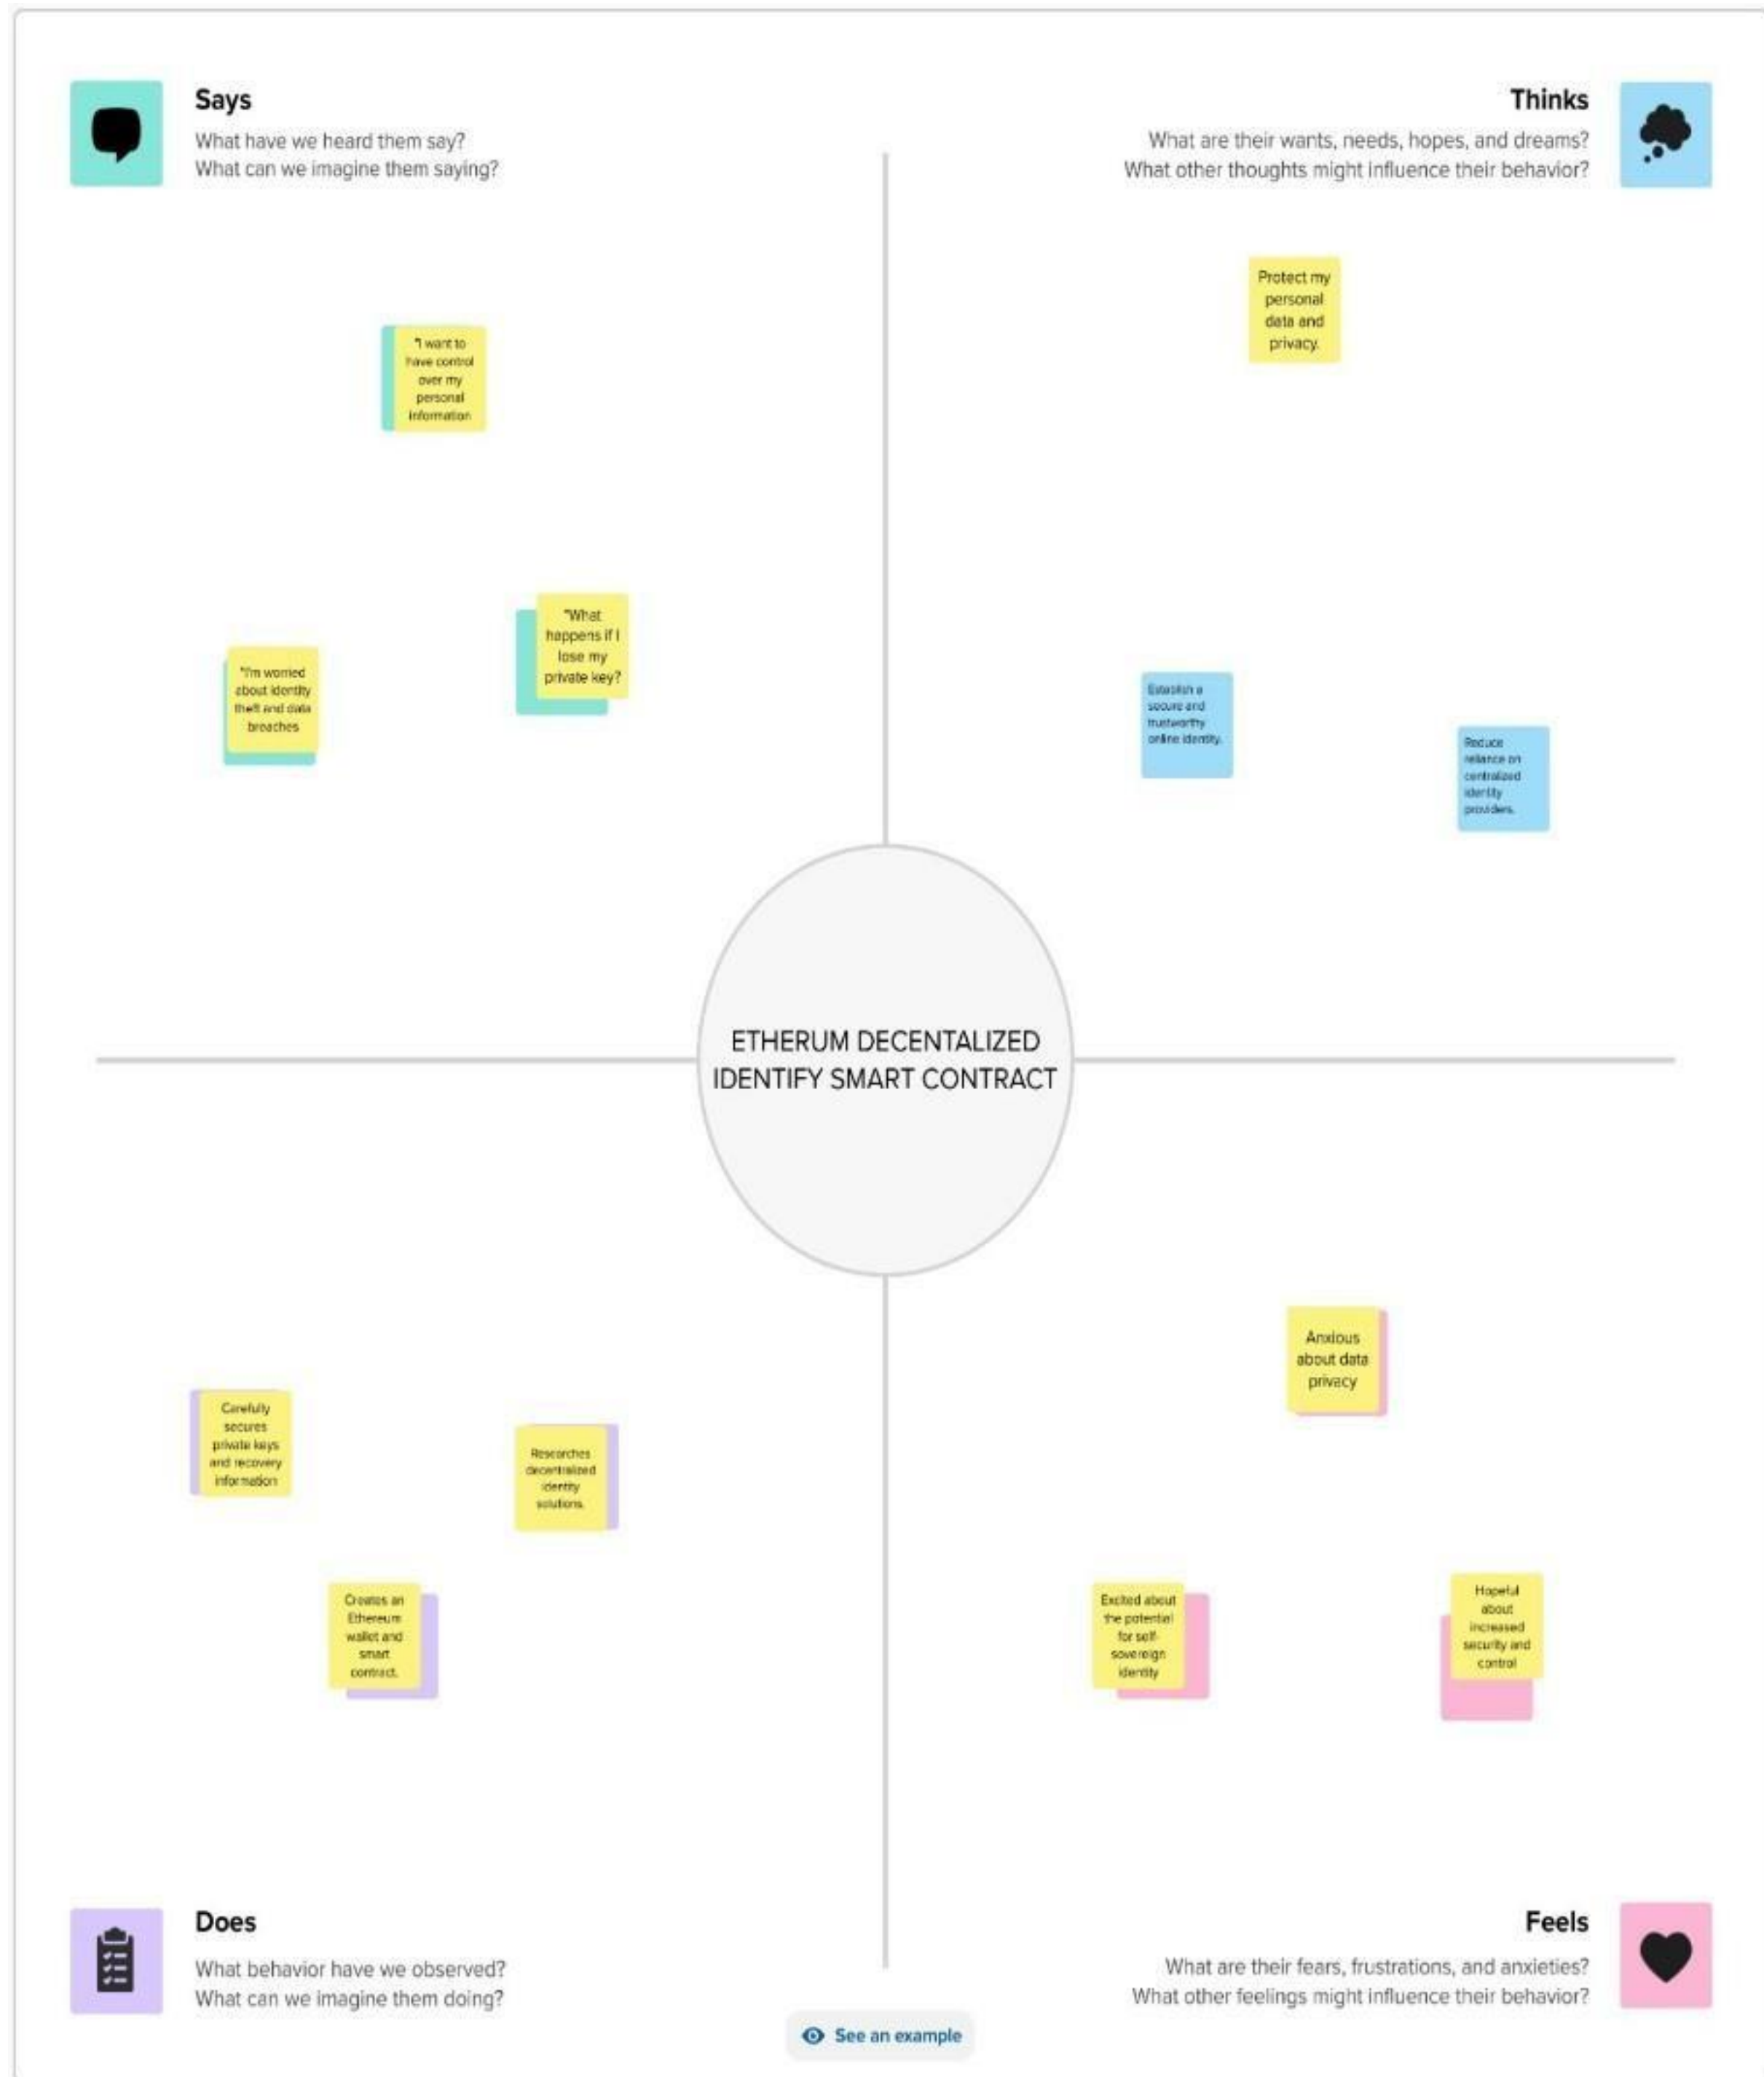 Says
What have we heard them say?
What can we imagine them saying?
Thinks
What are their wants, needs, hopes, and dreams?
What other thoughts might influence their behavior?
"I want to
have control
over my
personal
information
"I'm worried
about identity
theft and data
breaches
"What
happens if I
lose my
private key?
Protect my
personal
data and
privacy.
Establish a
secure and
trustworthy
online identity.
Reduce
reliance on
centralized
identity
providers.
ETHERUM DECENTALIZED
IDENTIFY SMART CONTRACT
Carefully
secures
private keys
and recovery
information
Researches
decentralized
identity
solutions.
Creates an
Ethereum
wallet and
smart
contract.
Anxious
about data
privacy
Excited about
the potential
for self-
sovereign
identity
Hopeful
about
increased
security and
control
Does
What behavior have we observed?
What can we imagine them doing?
Feels
What are their fears, frustrations, and anxieties?
What other feelings might influence their behavior?
See an example